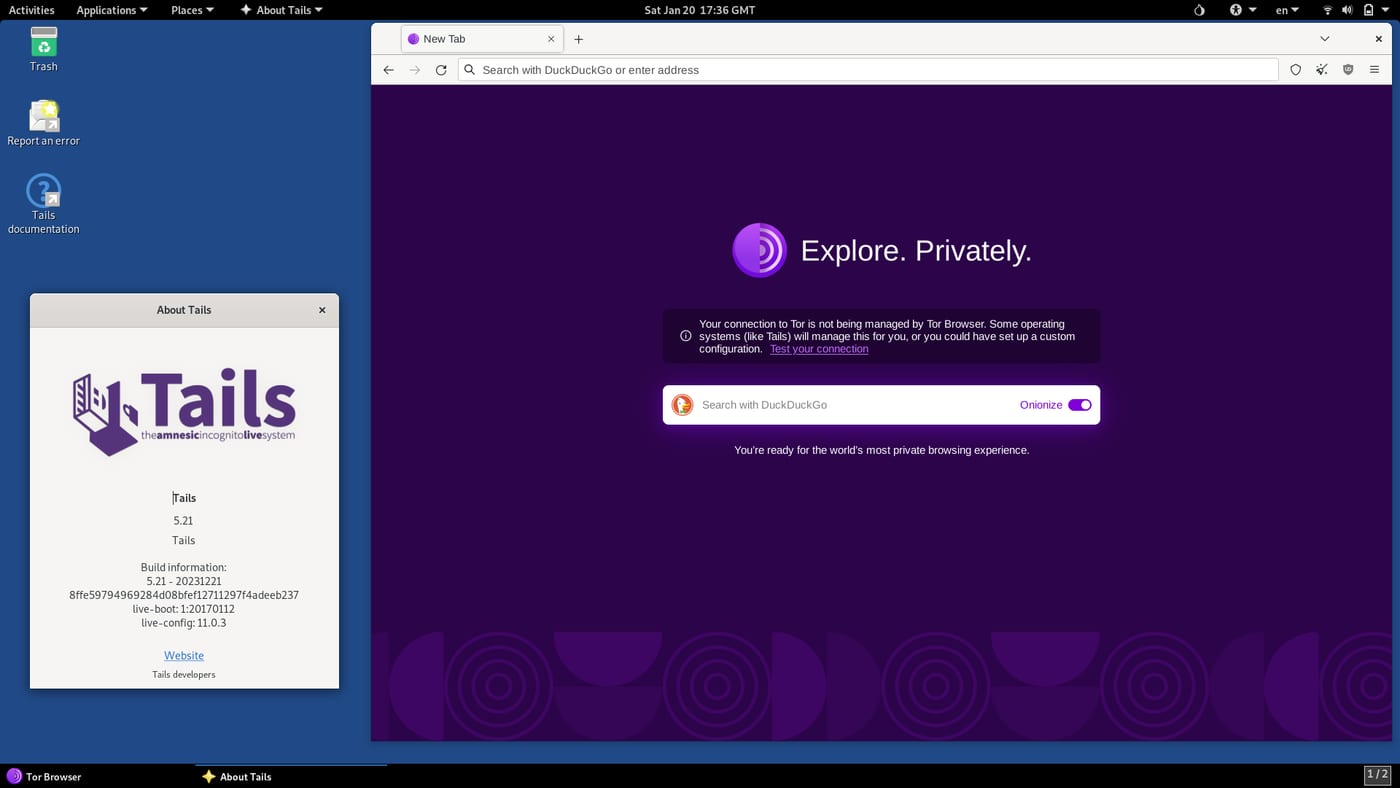 Activities Applications Places About Tails Sat Jan 20 17:36 GMT en
Trash
Report an error
Tails
documentation
New Tab
Search with DuckDuckGo or enter address
Explore. Privately.
Your connection to Tor is not being managed by Tor Browser. Some operating
systems (like Tails) will manage this for you, or you could have set up a custom
configuration. Test your connection
Search with DuckDuckGo Onionize
You're ready for the world's most private browsing experience.
About Tails
Tails
theamnesicincognitolivesystem
Tails
5.21
Tails
Build information:
5.21 - 20231221
8ffe59794969284d08bfef12711297f4adeeb237
live-boot: 1:20170112
live-config: 11.0.3
Website
Tails developers
Tor Browser About Tails 1 / 2